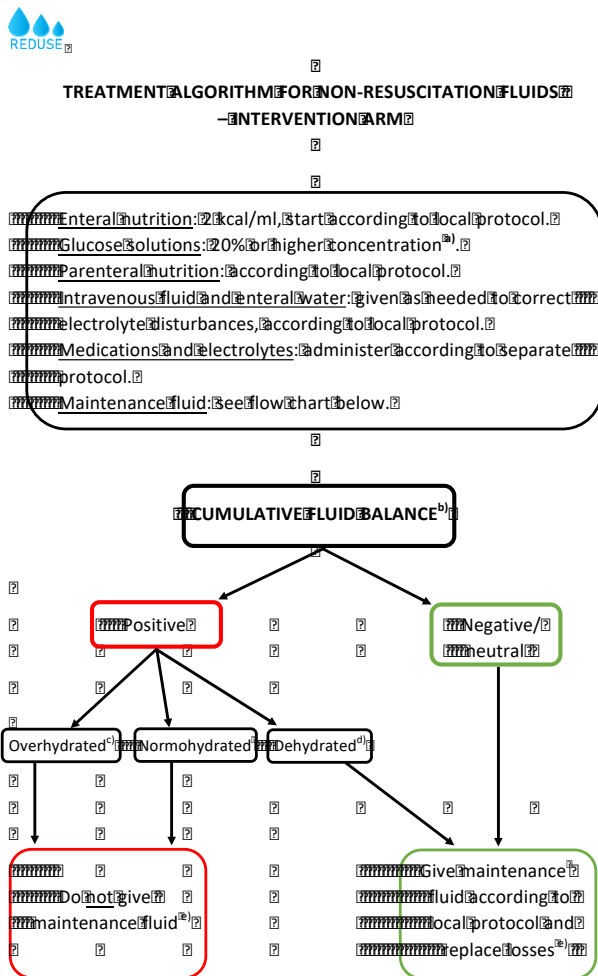 REDUSE
TREATMENT ALGORITHM FOR NON-RESUSCITATION FLUIDS
– INTERVENTION ARM
Enteral nutrition: 2 kcal/ml, start according to local protocol.
Glucose solutions: 20% or higher concentration a).
Parenteral nutrition: according to local protocol.
Intravenous fluid and enteral water: given as needed to correct
electrolyte disturbances, according to local protocol.
Medications and electrolytes: administer according to separate
protocol.
Maintenance fluid: see flow chart below.
CUMULATIVE FLUID BALANCE b)
Positive
Negative/
neutral
Overhydrated c)
Normohydrated
Dehydrated d)
Do not give
maintenance fluid e)
Give maintenance
fluid according to
local protocol and
replace losses e)